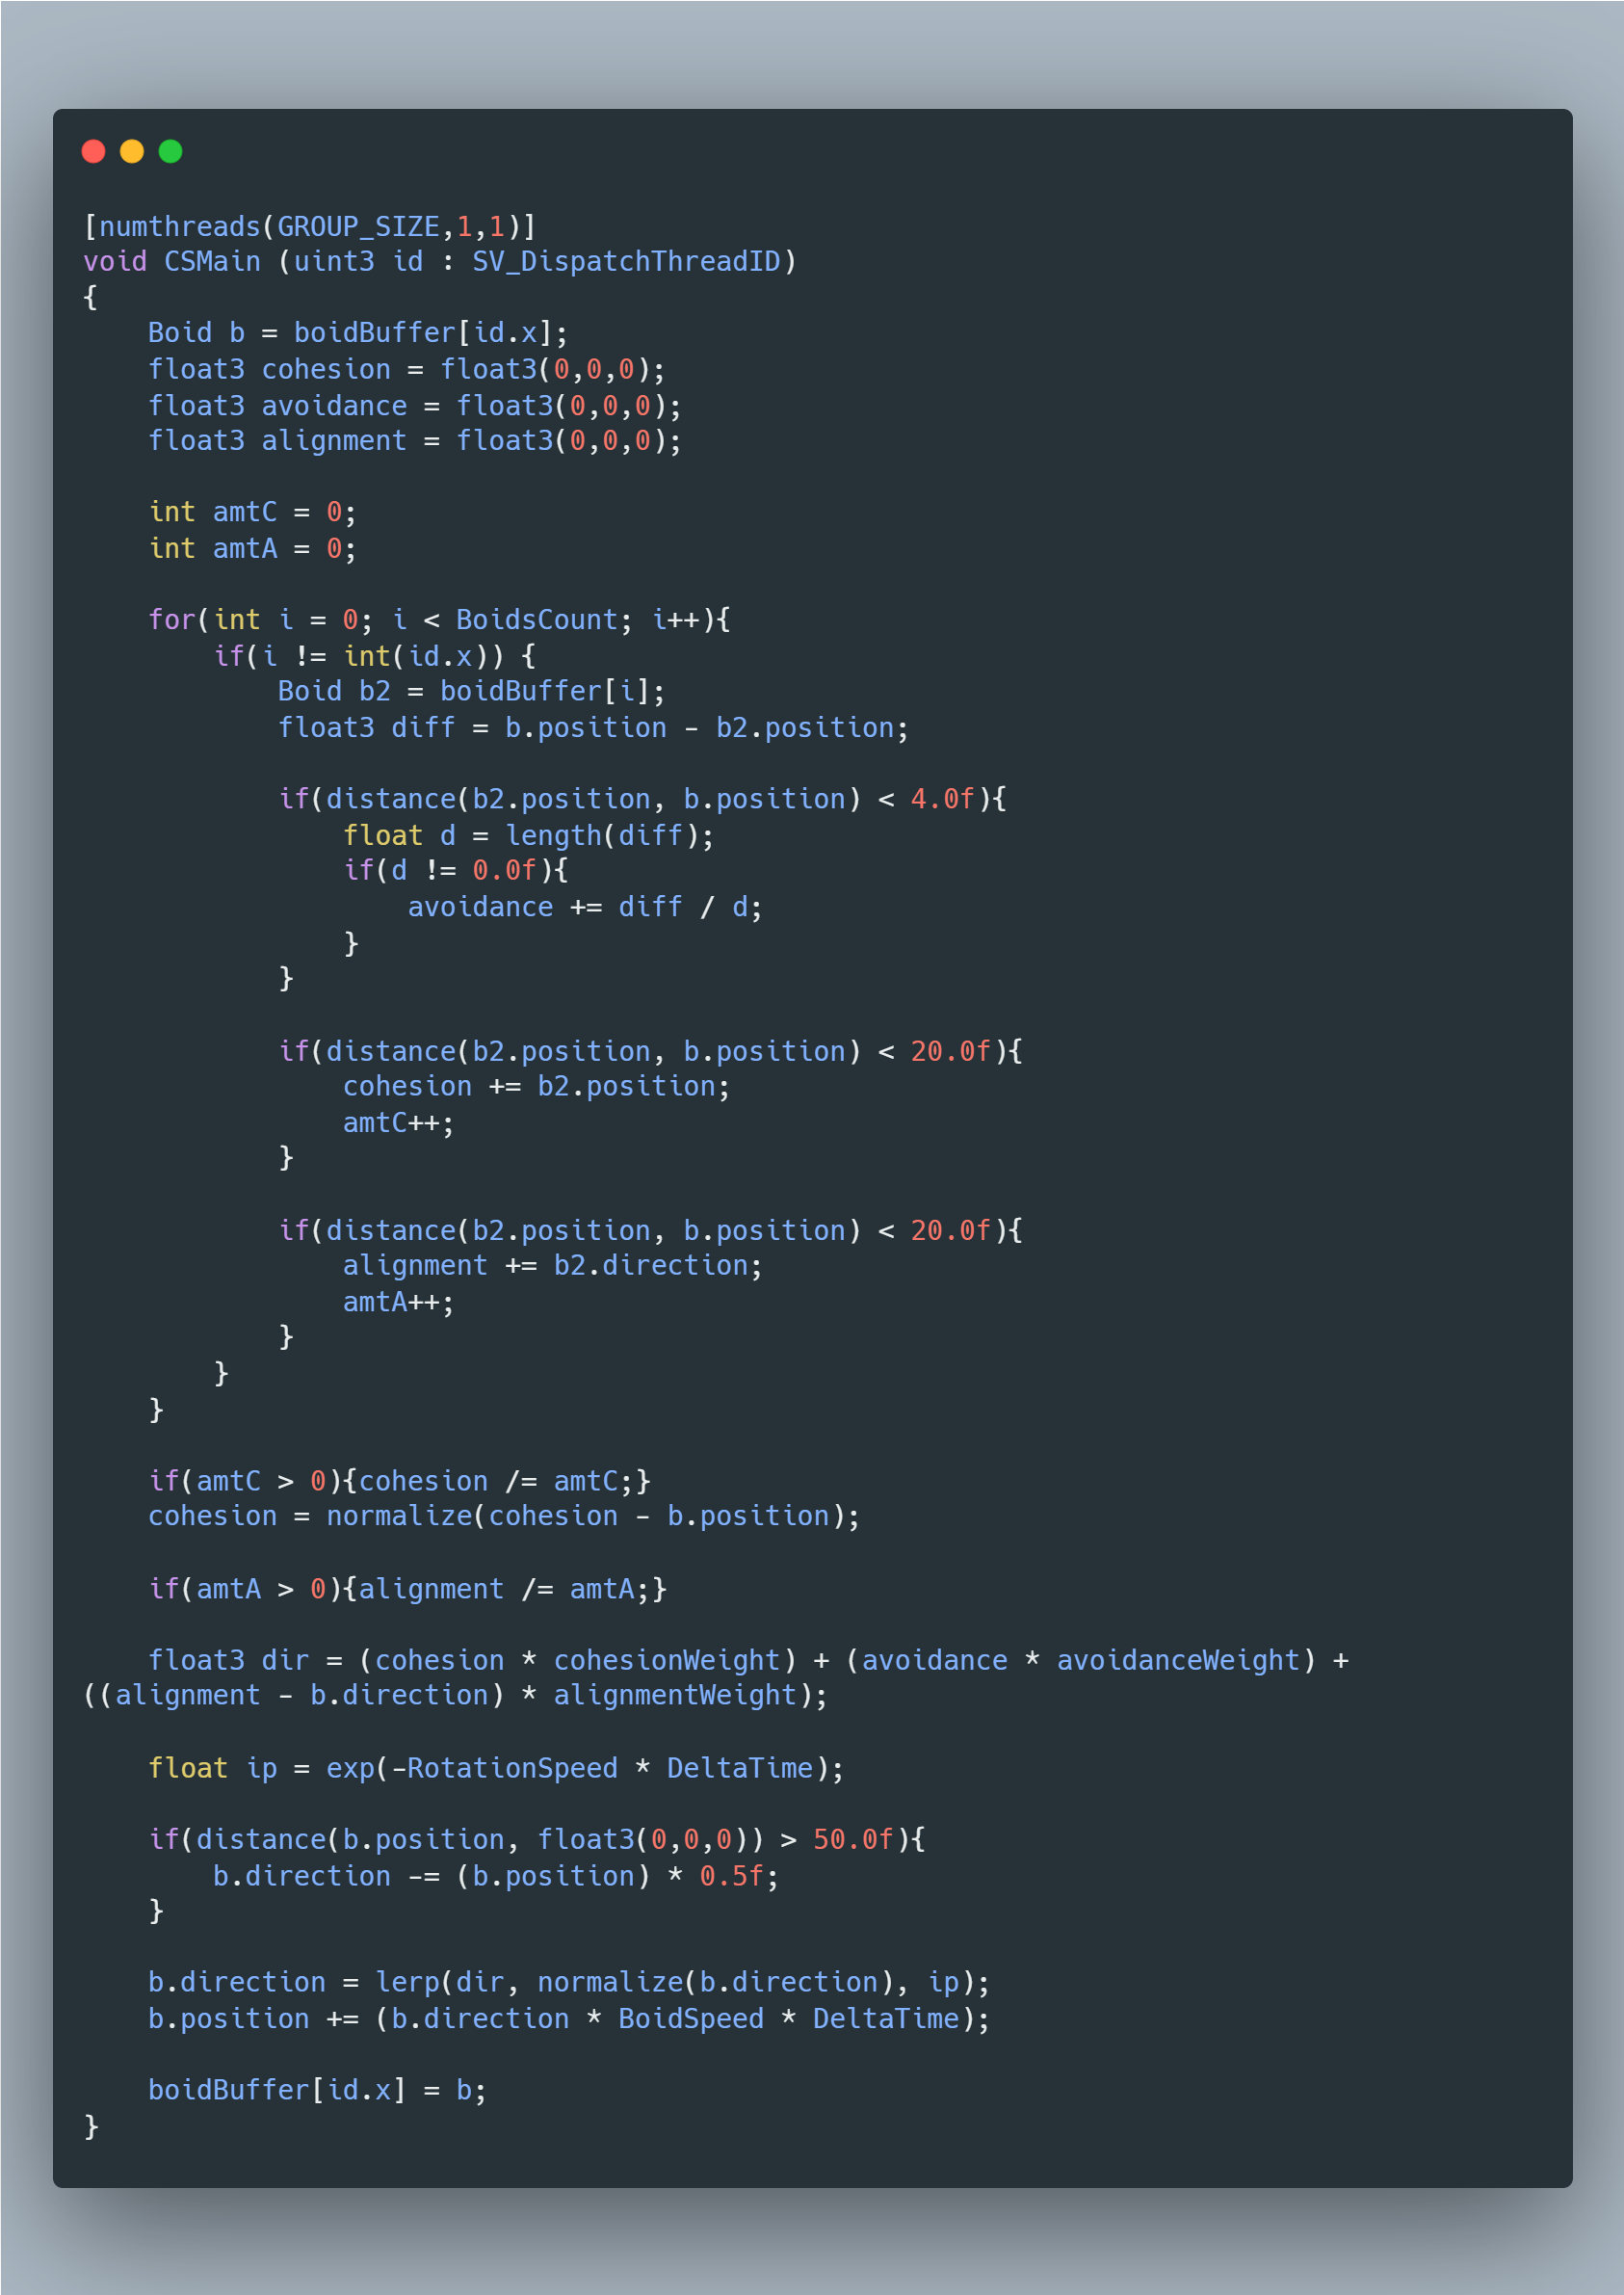 [numthreads(GROUP_SIZE,1,1)]
void CSMain (uint3 id : SV_DispatchThreadID)
{
    Boid b = boidBuffer[id.x];
    float3 cohesion = float3(0,0,0);
    float3 avoidance = float3(0,0,0);
    float3 alignment = float3(0,0,0);

    int amtC = 0;
    int amtA = 0;

    for(int i = 0; i < BoidsCount; i++){
        if(i != int(id.x)) {
            Boid b2 = boidBuffer[i];
            float3 diff = b.position - b2.position;

            if(distance(b2.position, b.position) < 4.0f){
                float d = length(diff);
                if(d != 0.0f){
                    avoidance += diff / d;
                }
            }

            if(distance(b2.position, b.position) < 20.0f){
                cohesion += b2.position;
                amtC++;
            }

            if(distance(b2.position, b.position) < 20.0f){
                alignment += b2.direction;
                amtA++;
            }
        }
    }

    if(amtC > 0){cohesion /= amtC;}
    cohesion = normalize(cohesion - b.position);

    if(amtA > 0){alignment /= amtA;}

    float3 dir = (cohesion * cohesionWeight) + (avoidance * avoidanceWeight) +
((alignment - b.direction) * alignmentWeight);

    float ip = exp(-RotationSpeed * DeltaTime);

    if(distance(b.position, float3(0,0,0)) > 50.0f){
        b.direction -= (b.position) * 0.5f;
    }

    b.direction = lerp(dir, normalize(b.direction), ip);
    b.position += (b.direction * BoidSpeed * DeltaTime);

    boidBuffer[id.x] = b;
}